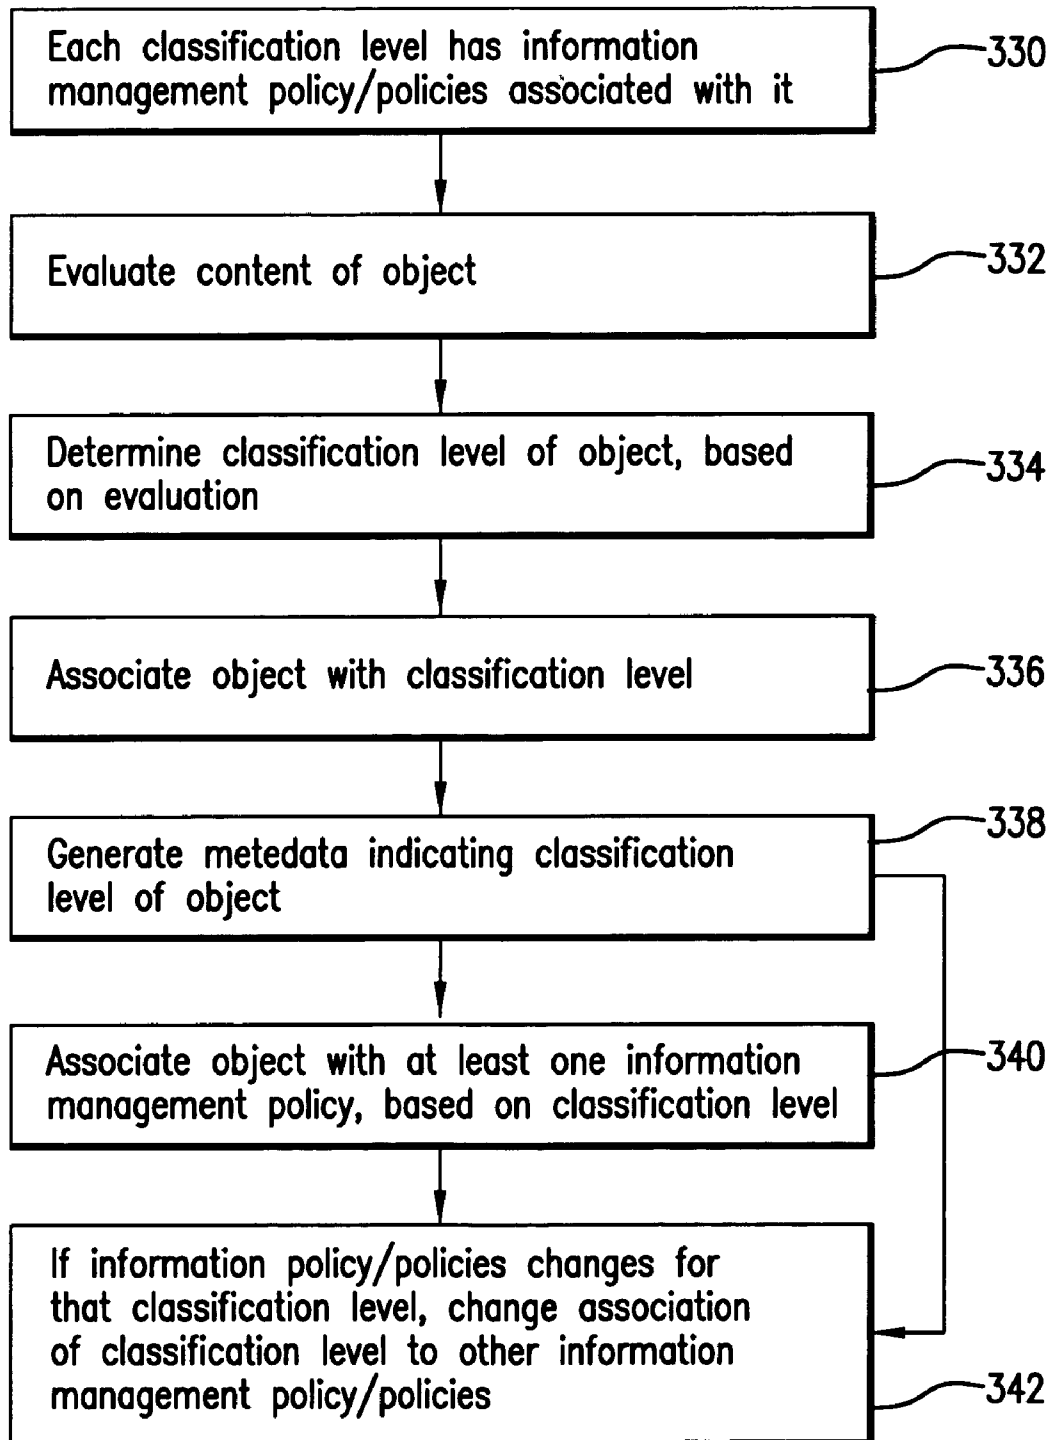 Each classification level has information
management policy/policies associated with it
330
Evaluate content of object
332
Determine classification level of object, based
on evaluation
334
Associate object with classification level
336
Generate metedata indicating classification
level of object
338
Associate object with at least one information
management policy, based on classification level
340
If information policy/policies changes for
that classification level, change association
of classification level to other information
management policy/policies
342